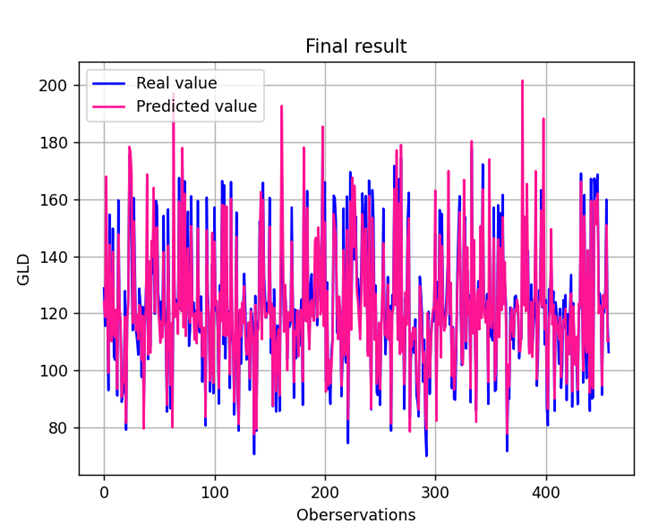 Final result
200
180
160
140
120
100
80
GLD
Real value
Predicted value
0 100 200 300 400
Oberservations